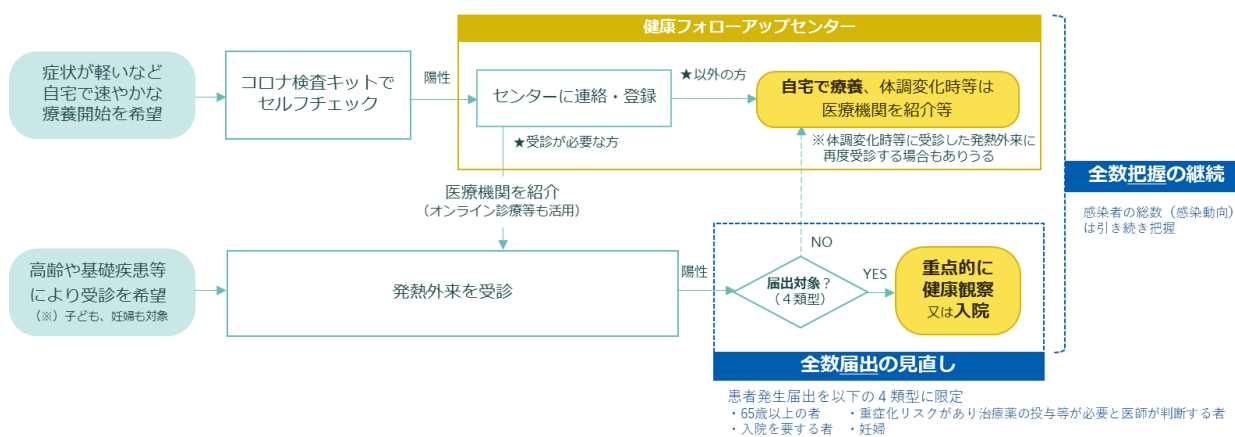 健康フォローアップセンター
症状が軽いなど
自宅で速やかな
療養開始を希望
コロナ検査キットで
セルフチェック
陽性
センターに連絡・登録
★以外の方
自宅で療養、体調変化時等は
医療機関を紹介等
★受診が必要な方
※体調変化時等に受診した発熱外来に
再度受診する場合もありうる
全数把握の継続
感染者の総数（感染動向）
は引き続き把握
医療機関を紹介
（オンライン診療等も活用）
高齢や基礎疾患等
により受診を希望
（※）子ども、妊婦も対象
発熱外来を受診
陽性
届出対象？
（４類型）
NO
YES
重点的に
健康観察
又は入院
全数届出の見直し
患者発生届出を以下の４類型に限定
・65歳以上の者　・重症化リスクがあり治療薬の投与等が必要と医師が判断する者
・入院を要する者　・妊婦